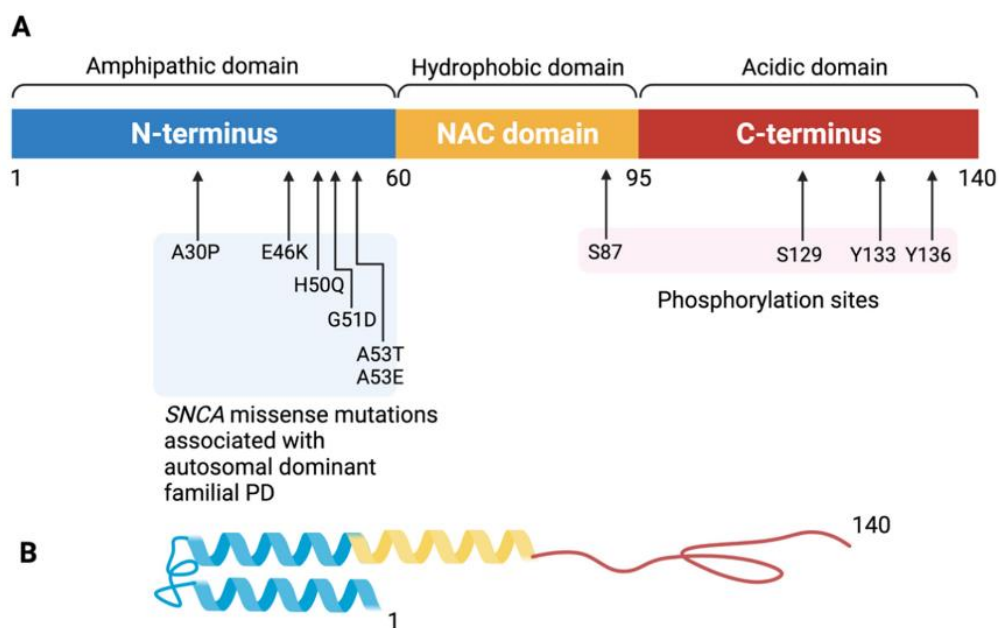 A
Amphipathic domain Hydrophobic domain Acidic domain
N-terminus NAC domain C-terminus
1 60 95 140
A30P E46K S87 S129 Y133 Y136
H50Q
G51D
Phosphorylation sites
A53T
A53E
SNCA missense mutations
associated with
autosomal dominant
familial PD
B
140
1